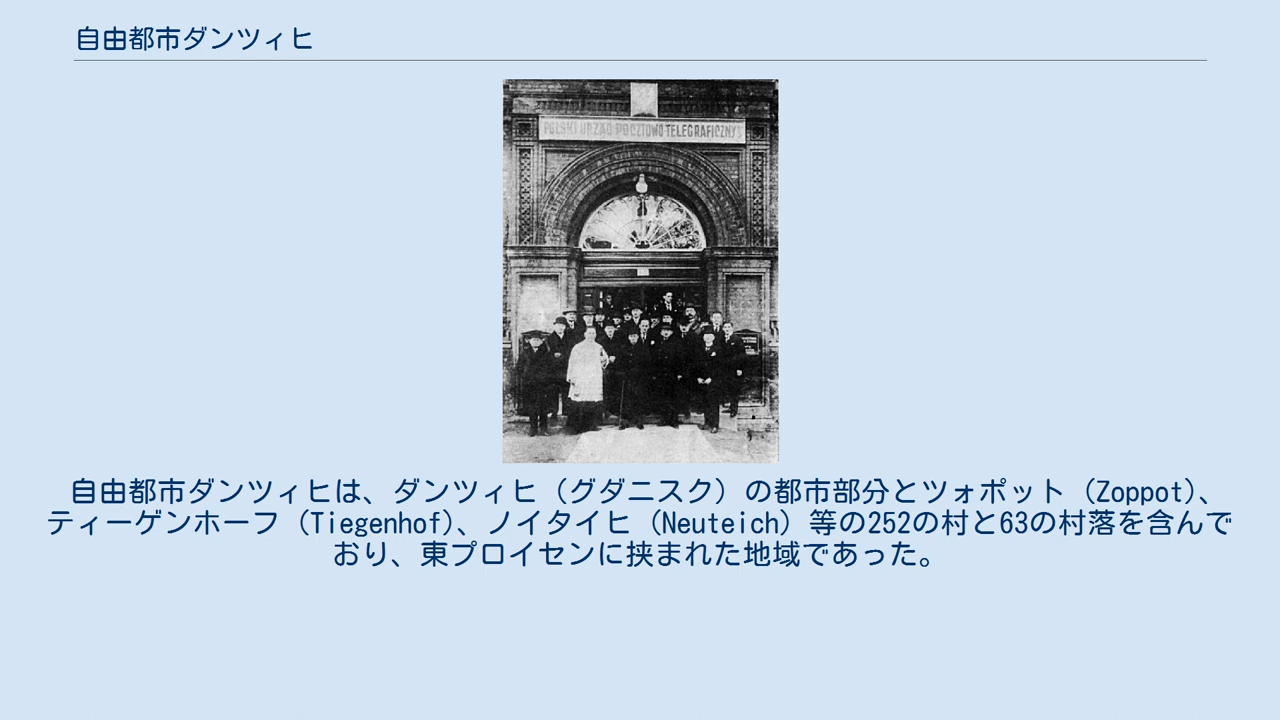 自由都市ダンツィヒ
POLSKI URZĄD POCZTOWO-TELEGRAFICZNY
自由都市ダンツィヒは、ダンツィヒ（グダニスク）の都市部分とツォポット（Zoppot)、
ティーゲンホーフ（Tiegenhof)、ノイタイヒ（Neuteich）等の252の村と63の村落を含んで
おり、東プロイセンに挟まれた地域であった。